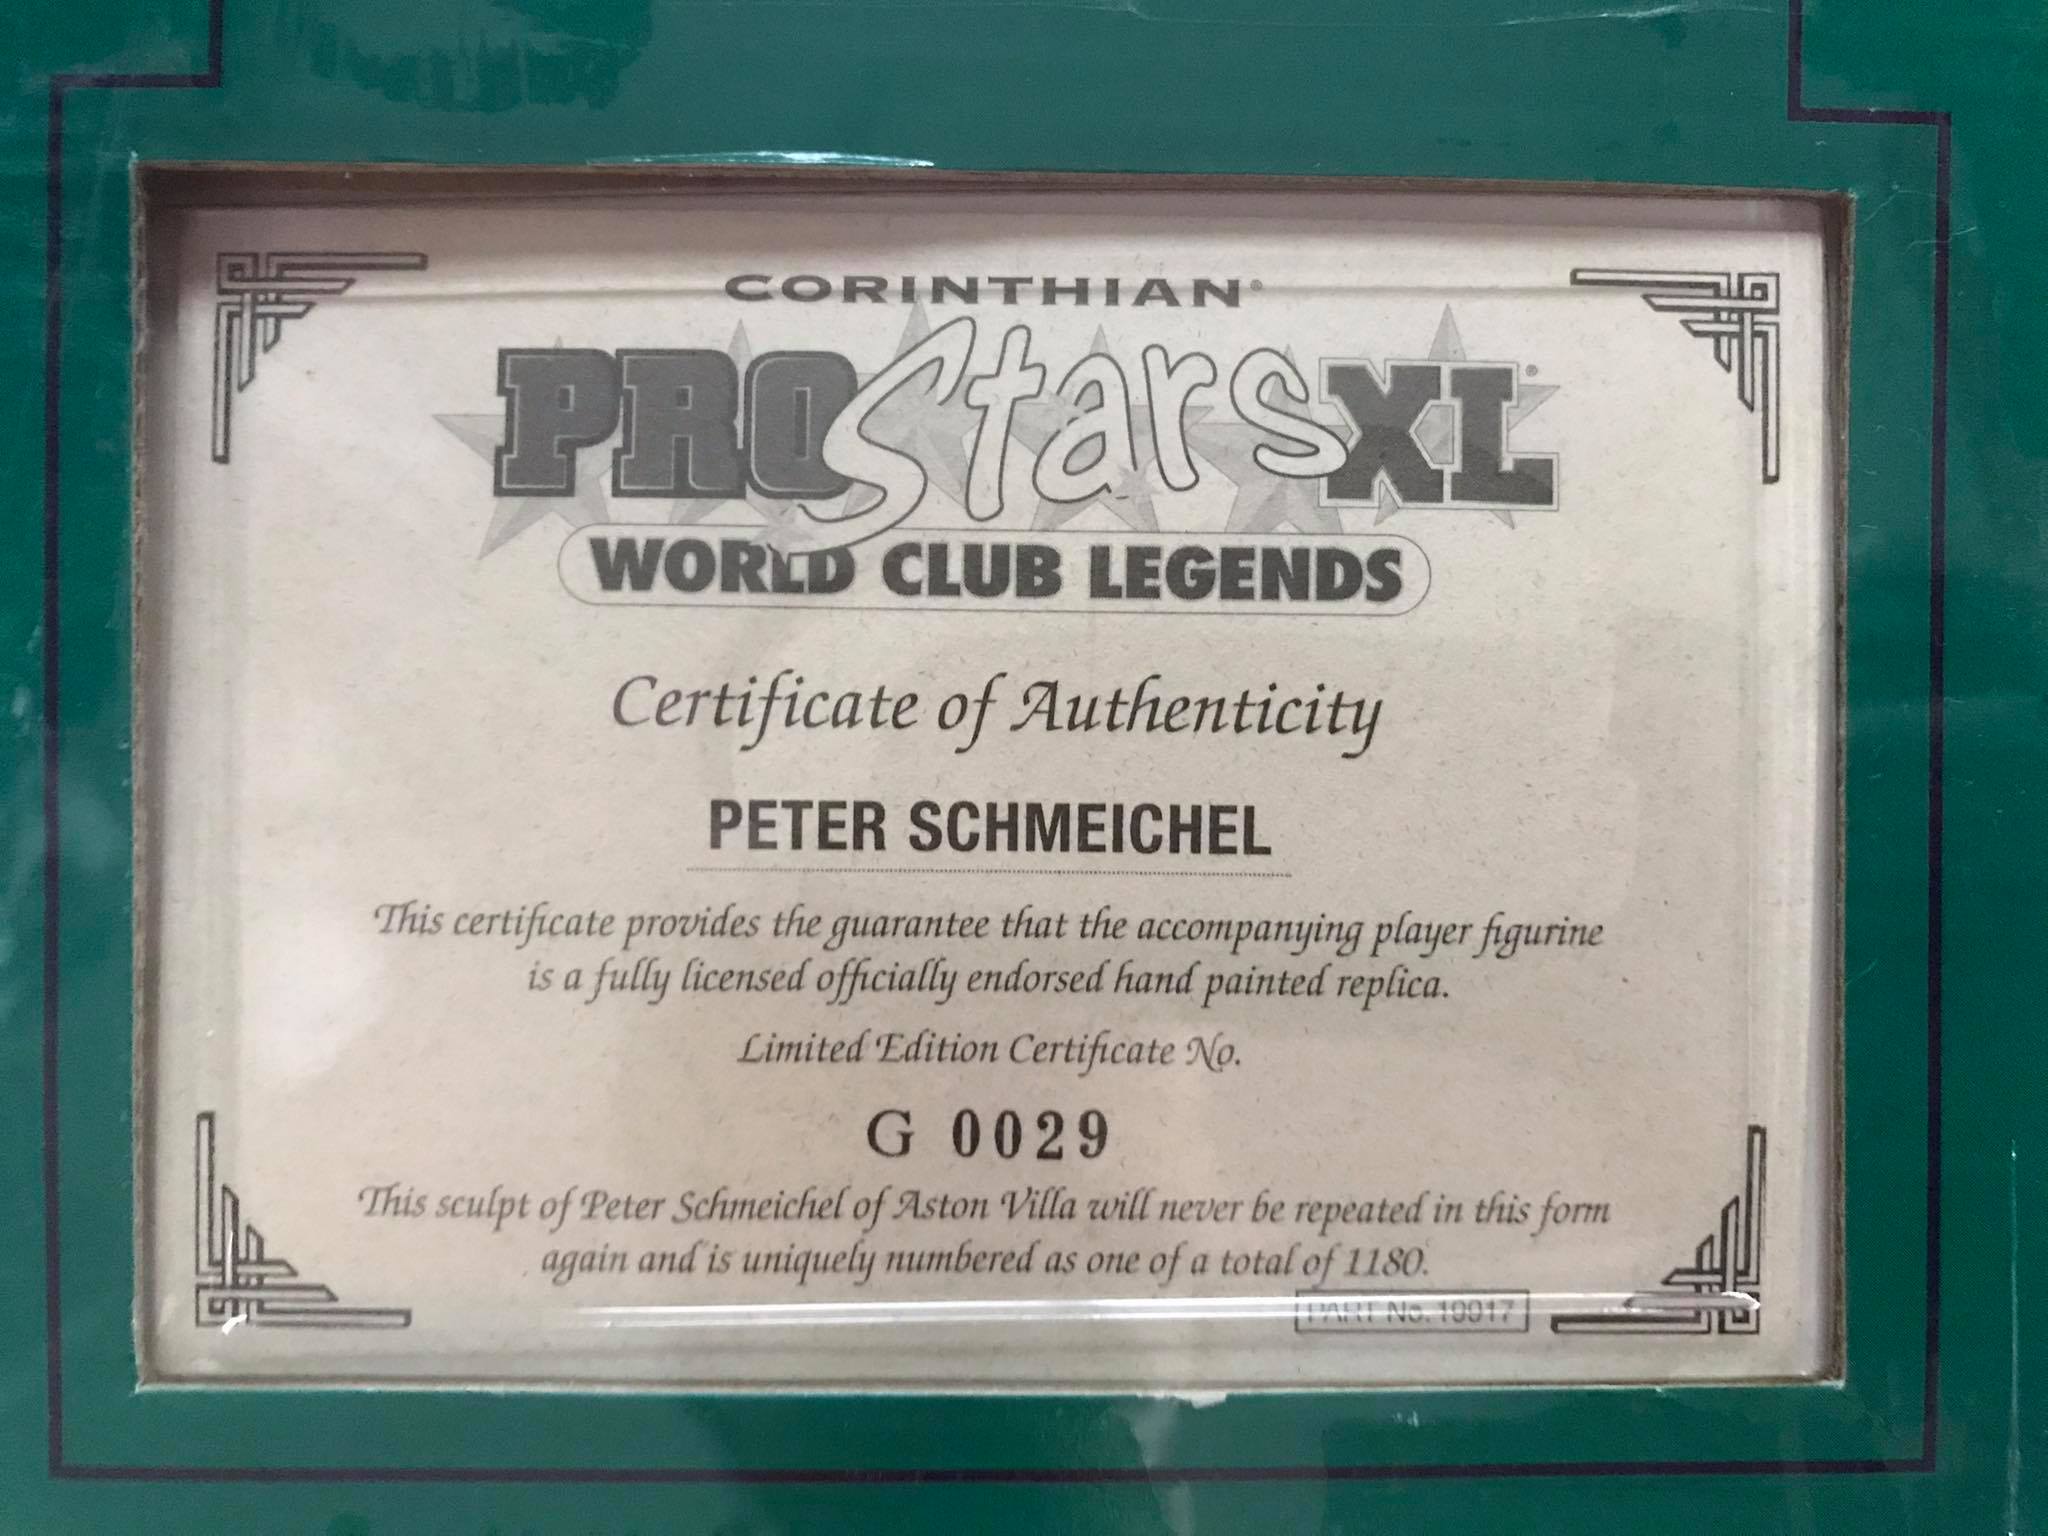 CORINTHIAN®
PROStarsXL®
WORLD CLUB LEGENDS
Certificate of Authenticity
PETER SCHMEICHEL
This certificate provides the guarantee that the accompanying player figurine
is a fully licensed officially endorsed hand painted replica.
Limited Edition Certificate No.
G 0029
This sculpt of Peter Schmeichel of Aston Villa will never be repeated in this form
again and is uniquely numbered as one of a total of 1180.
PART No. 19917